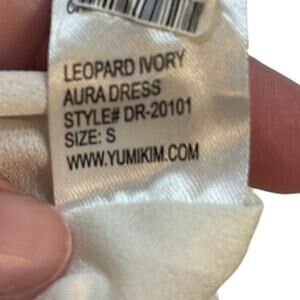 LEOPARD IVORY
AURA DRESS
STYLE# DR-20101
SIZE: S
WWW.YUMIKIM.COM